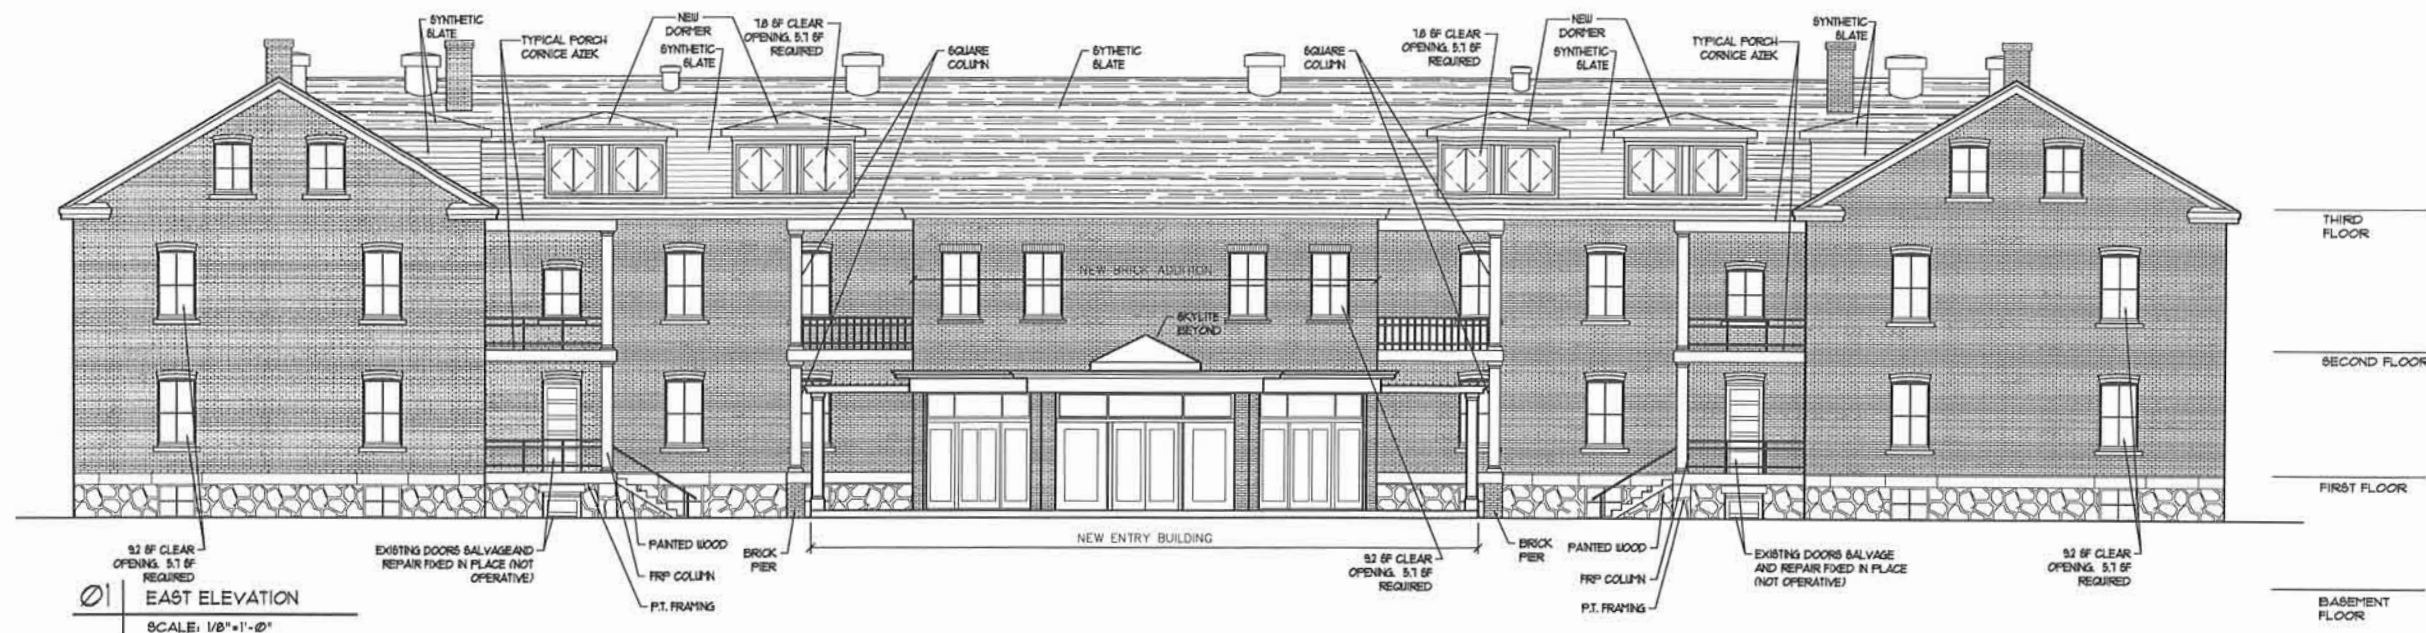 SYNTHETIC
SLATE
TYPICAL PORCH
CORNICE AZEK
NEW
DORMER
SYNTHETIC
SLATE
7.8 SF CLEAR
OPENING. 5.7 SF
REQUIRED
SQUARE
COLUMN
SYTHETIC
SLATE
SQUARE
COLUMN
7.8 SF CLEAR
OPENING. 5.7 SF
REQUIRED
NEW
DORMER
SYNTHETIC
SLATE
TYPICAL PORCH
CORNICE AZEK
SYNTHETIC
SLATE
THIRD
FLOOR
NEW BRICK ADDITION
SKYLITE
BEYOND
SECOND FLOOR
FIRST FLOOR
NEW ENTRY BUILDING
9.2 SF CLEAR
OPENING. 5.7 SF
REQUIRED
EXISTING DOORS SALVAGE AND
REPAIR FIXED IN PLACE (NOT
OPERATIVE)
PAINTED WOOD
FRP COLUMN
P.T. FRAMING
BRICK
PIER
9.2 SF CLEAR
OPENING. 5.7 SF
REQUIRED
BRICK
PIER
PAINTED WOOD
FRP COLUMN
P.T. FRAMING
EXISTING DOORS SALVAGE
AND REPAIR FIXED IN PLACE
(NOT OPERATIVE)
9.2 SF CLEAR
OPENING. 5.7 SF
REQUIRED
BASEMENT
FLOOR
01 EAST ELEVATION
SCALE: 1/8"=1'-0"